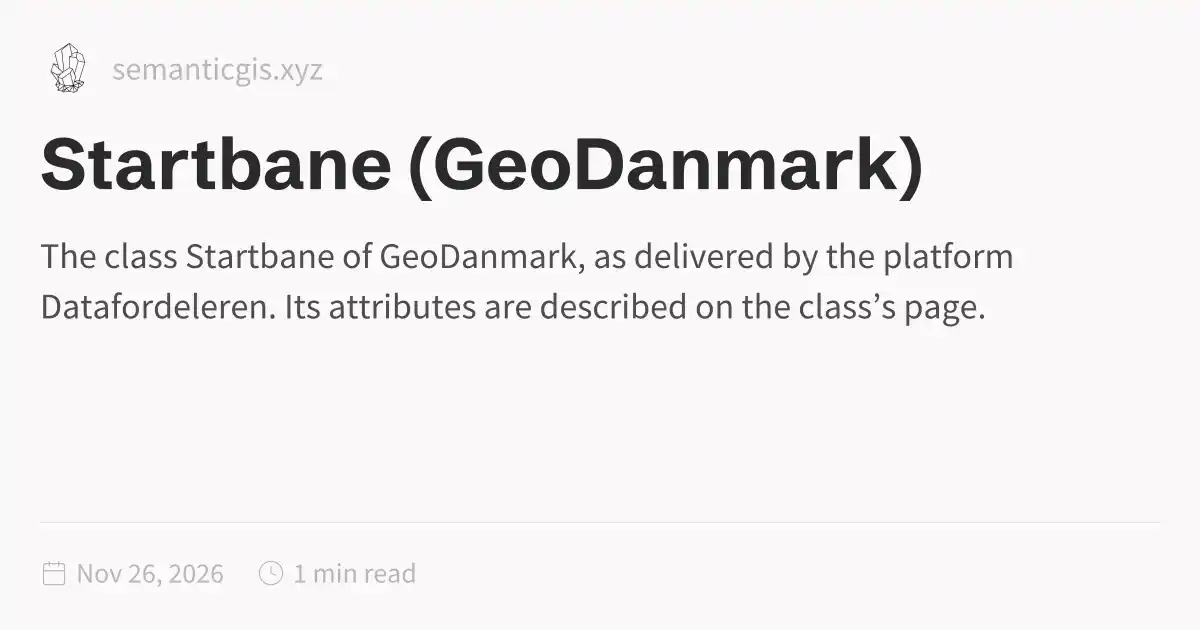 semanticgis.xyz
Startbane (GeoDanmark)
The class Startbane of GeoDanmark, as delivered by the platform
Datafordeleren. Its attributes are described on the class’s page.
Nov 26, 2026 1 min read